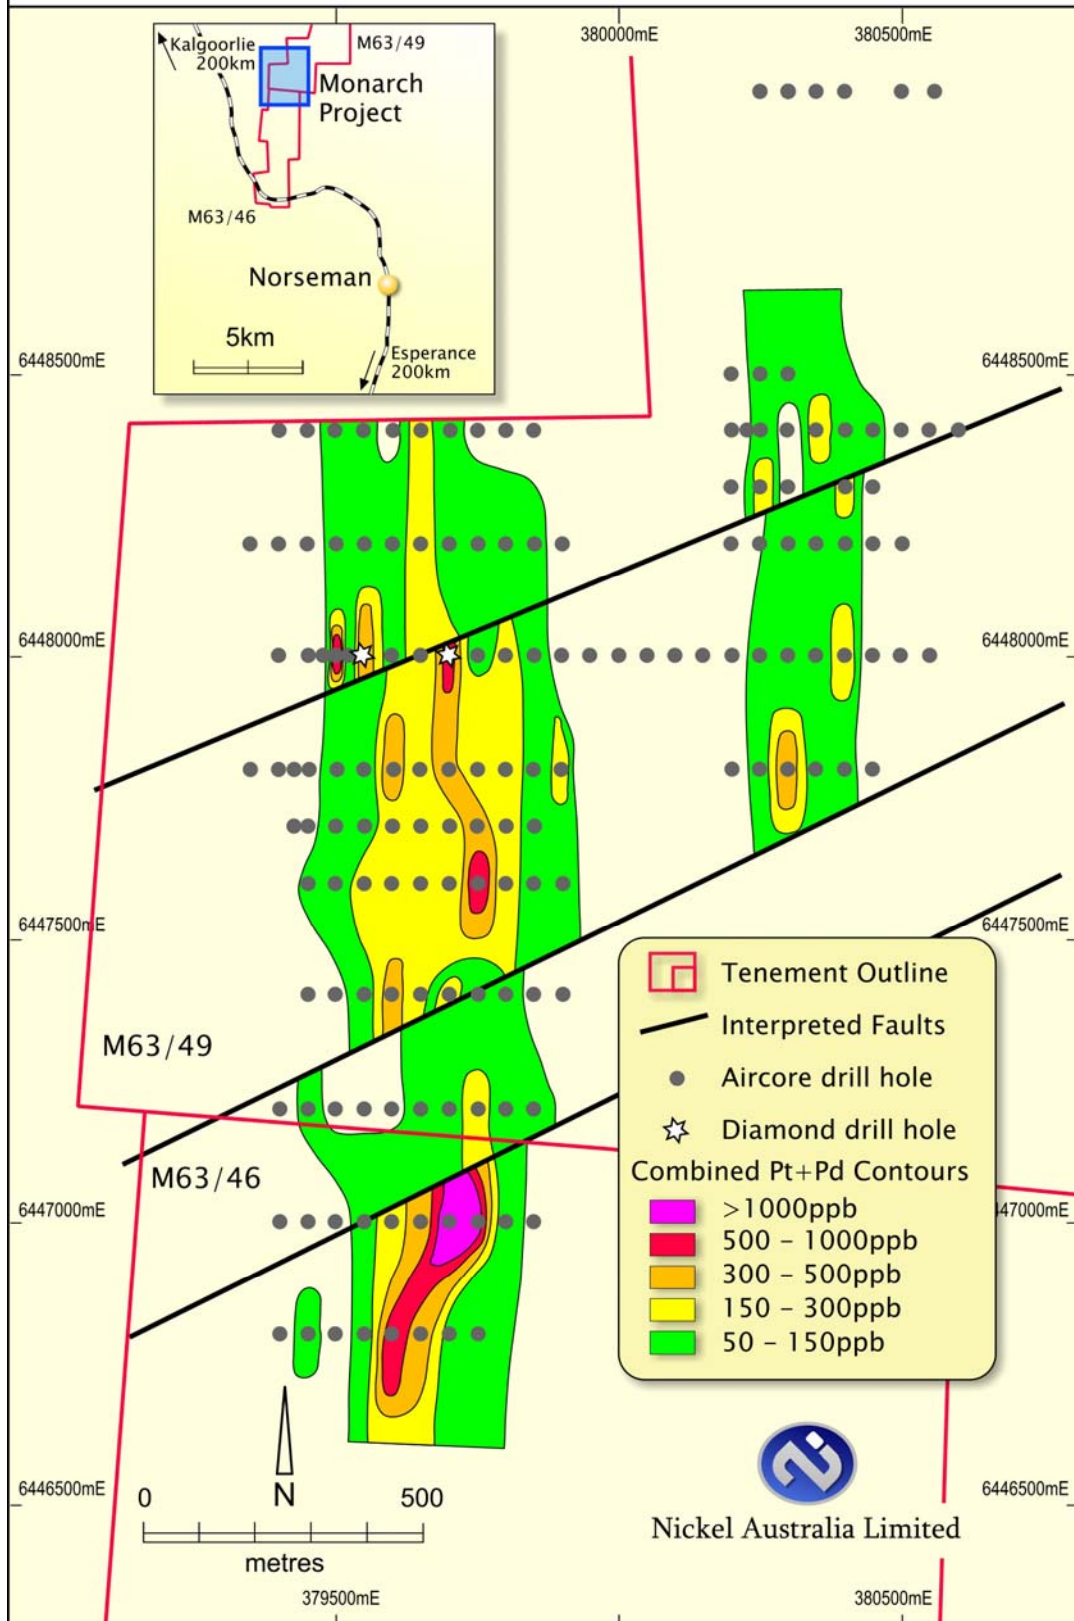 380000mE
380500mE
Kalgoorlie
200km
M63/49
Monarch
Project
M63/46
Norseman
5km
Esperance
200km
6448500mE
6448500mE
6448000mE
6448000mE
6447500mE
6447500mE
M63/49
Tenement Outline
Interpreted Faults
Aircore drill hole
Diamond drill hole
M63/46
Combined Pt+Pd Contours
6447000mE
447000mE
>1000ppb
500 – 1000ppb
300 – 500ppb
150 – 300ppb
50 – 150ppb
6446500mE
6446500mE
0
N
500
metres
Nickel Australia Limited
379500mE
380500mE